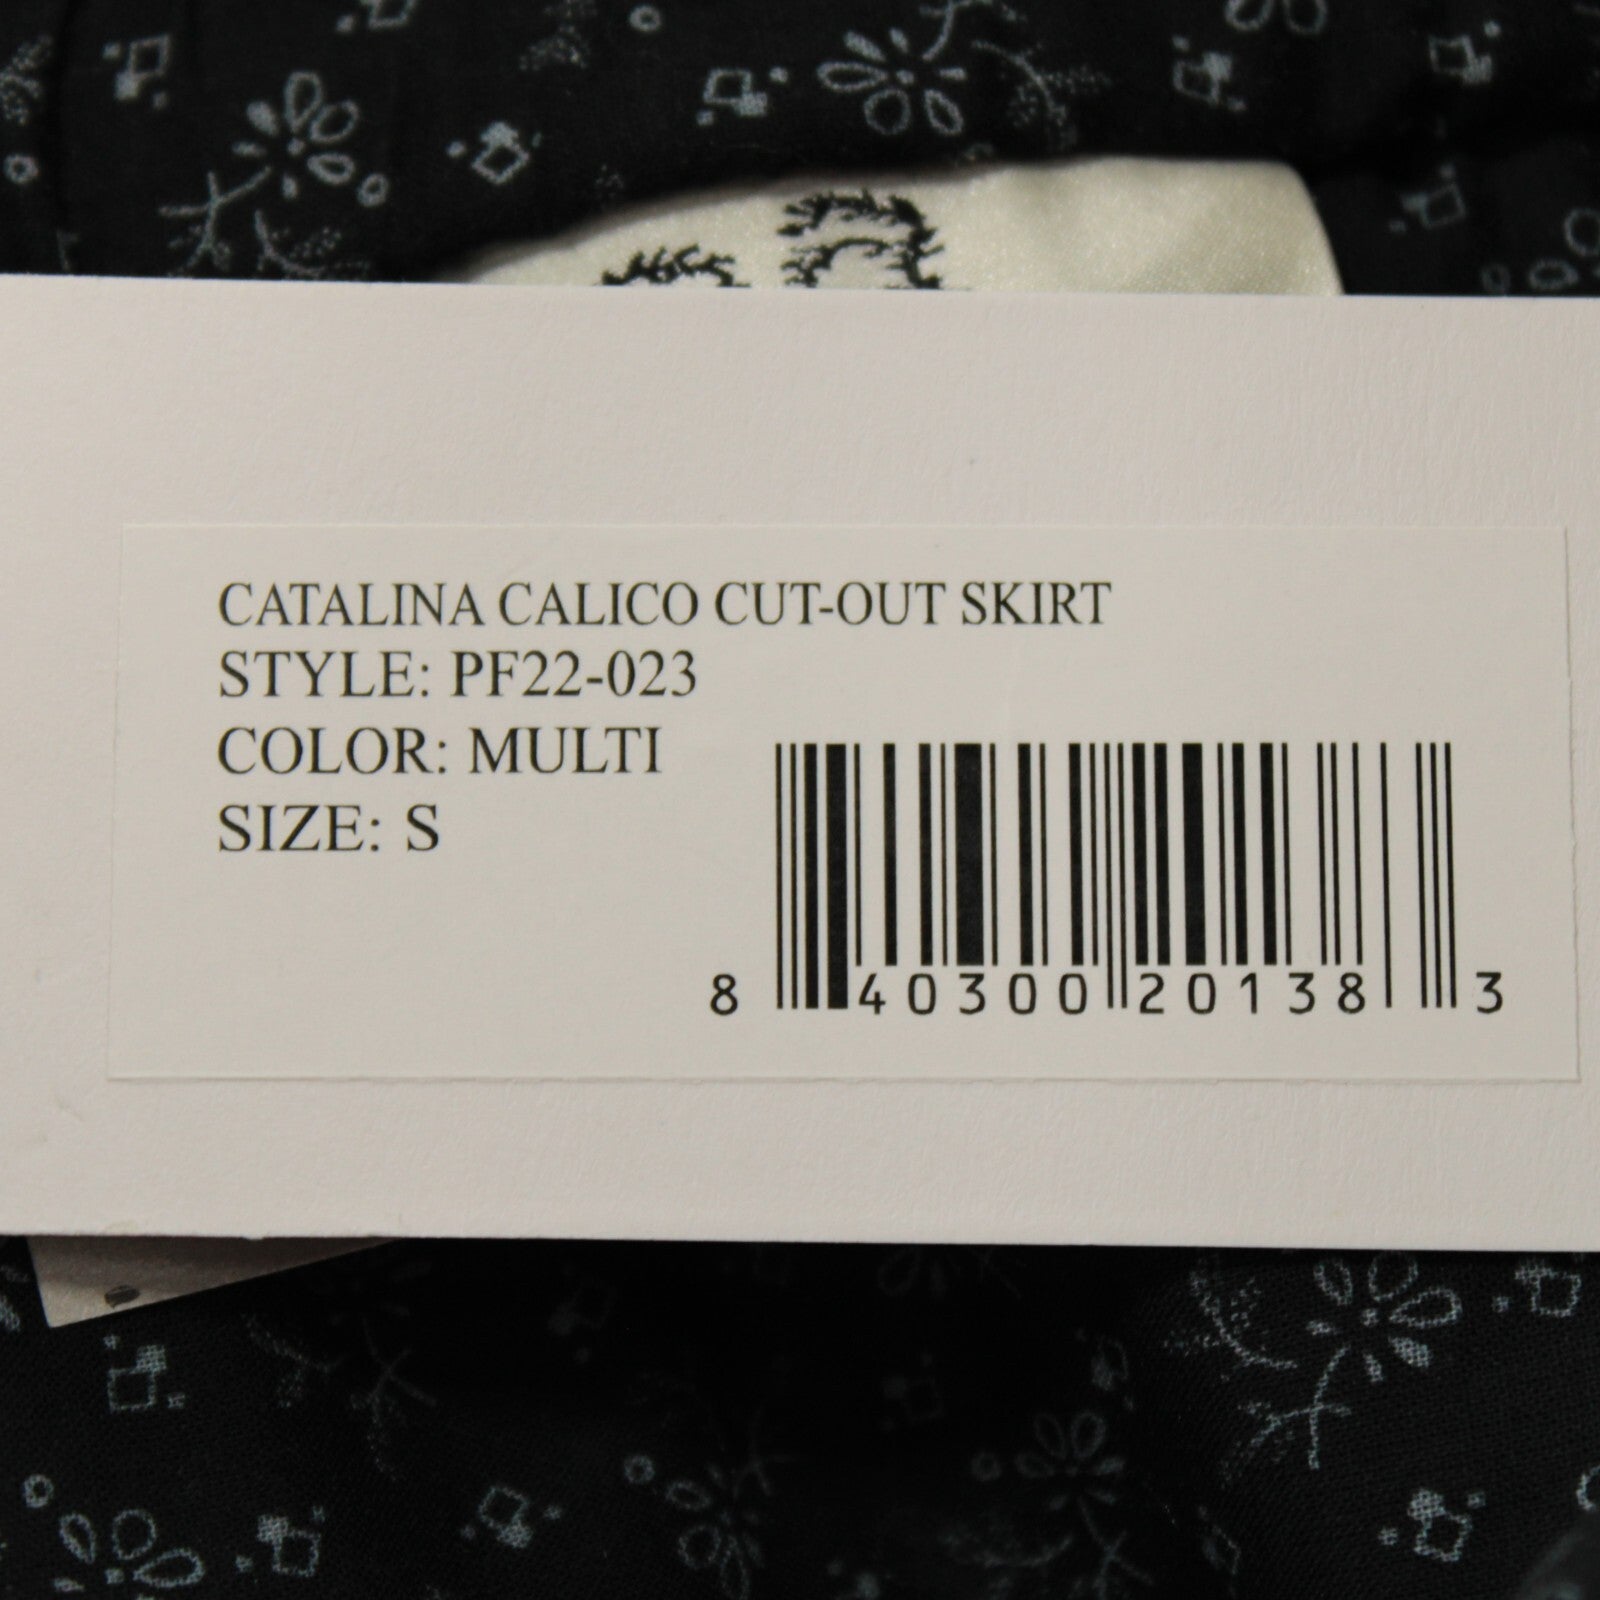 CATALINA CALICO CUT-OUT SKIRT
STYLE: PF22-023
COLOR: MULTI
SIZE: S
8 40300 20138 3